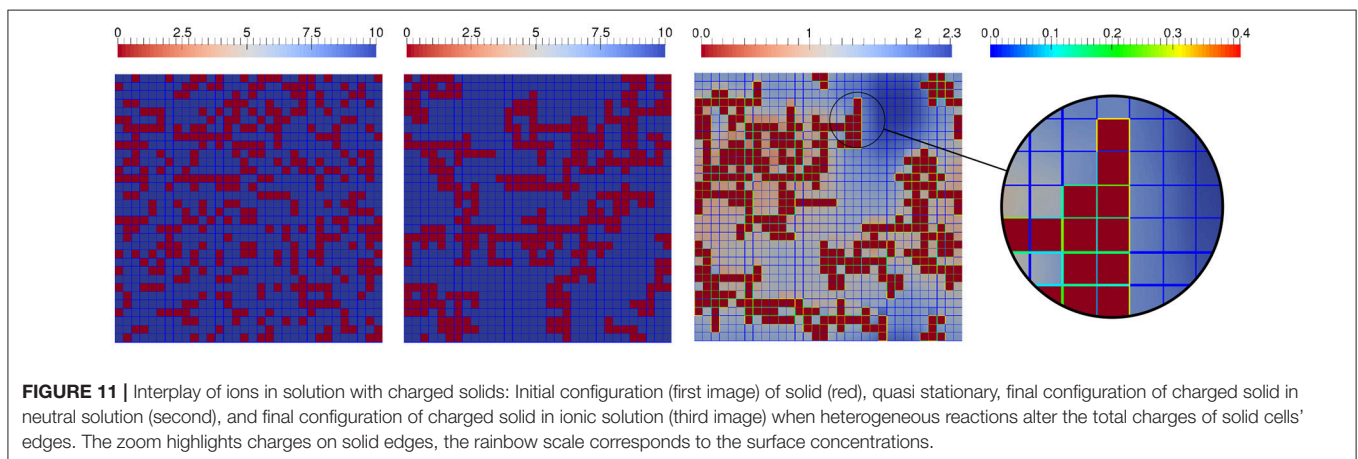 0 2.5 5 7.5 10
0 2.5 5 7.5 10
0.0 1 2 2.3
0.0 0.1 0.2 0.3 0.4
FIGURE 11 | Interplay of ions in solution with charged solids: Initial configuration (first image) of solid (red), quasi stationary, final configuration of charged solid in
neutral solution (second), and final configuration of charged solid in ionic solution (third image) when heterogeneous reactions alter the total charges of solid cells'
edges. The zoom highlights charges on solid edges, the rainbow scale corresponds to the surface concentrations.